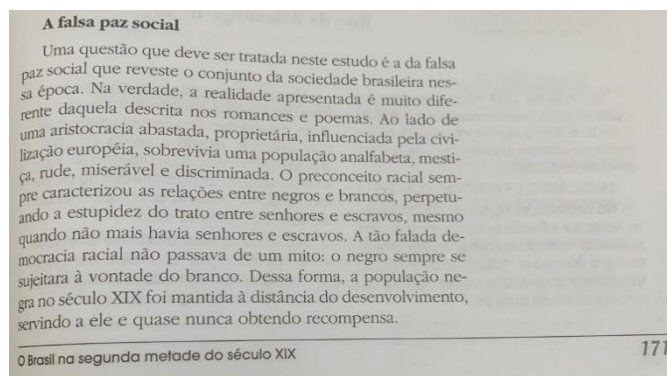 A falsa paz social
Uma questão que deve ser tratada neste estudo é a da falsa
paz social que reveste o conjunto da sociedade brasileira nes-
sa época. Na verdade, a realidade apresentada é muito dife-
rente daquela descrita nos romances e poemas. Ao lado de
uma aristocracia abastada, proprietária, influenciada pela civi-
lização européia, sobrevivia uma população analfabeta, mesti-
ça, rude, miserável e discriminada. O preconceito racial sem-
pre caracterizou as relações entre negros e brancos, perpetu-
ando a estupidez do trato entre senhores e escravos, mesmo
quando não mais havia senhores e escravos. A tão falada de-
mocracia racial não passava de um mito: o negro sempre se
sujeitara à vontade do branco. Dessa forma, a população ne-
gra no século XIX foi mantida à distância do desenvolvimento,
servindo a ele e quase nunca obtendo recompensa.
O Brasil na segunda metade do século XIX
171